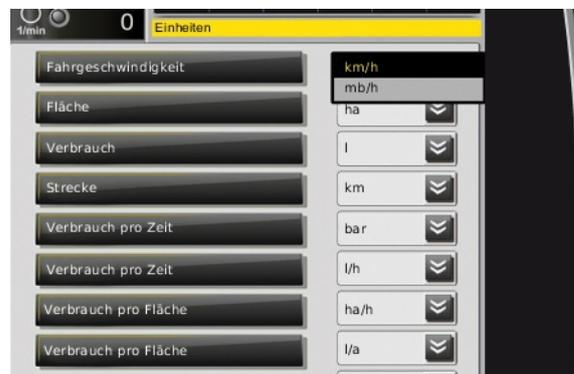 1/min
0
Einheiten
Fahrgeschwindigkeit
km/h
mb/h
Fläche
ha
Verbrauch
l
Strecke
km
Verbrauch pro Zeit
bar
Verbrauch pro Zeit
l/h
Verbrauch pro Fläche
ha/h
Verbrauch pro Fläche
l/a